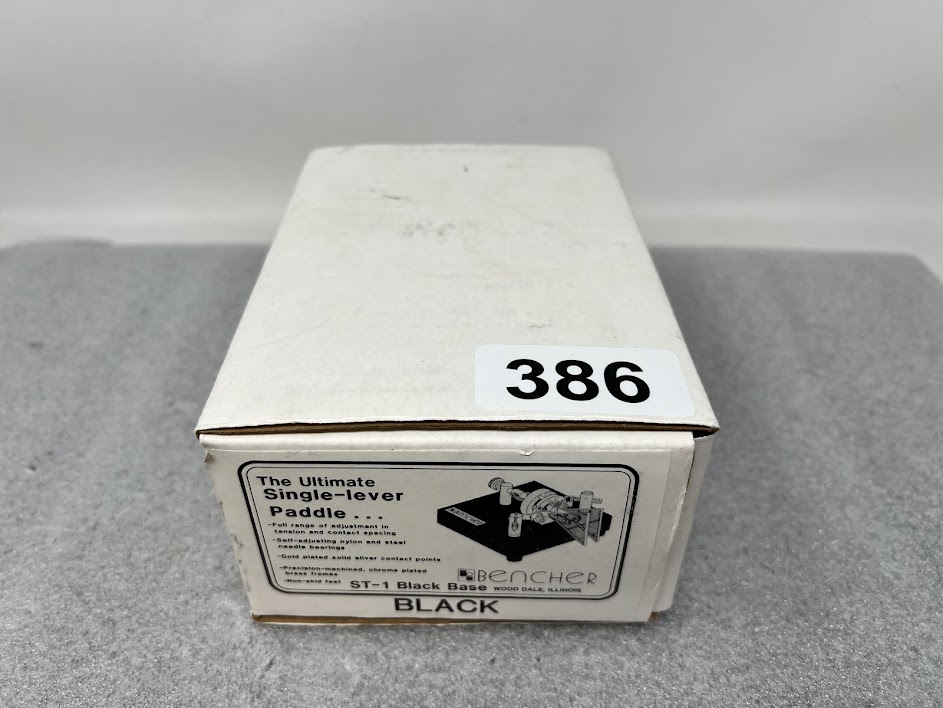 386
The Ultimate
Single-lever
Paddle...
-Full range of adjustment in
tension and contact spacing
-Self-adjusting nylon and steel
needle bearings
-Gold plated solid silver contact points
-Precision-machined, chrome plated
brass frames
-Non-skid feet
ST-1 Black Base
BENCHER
WOOD DALE, ILLINOIS
BLACK